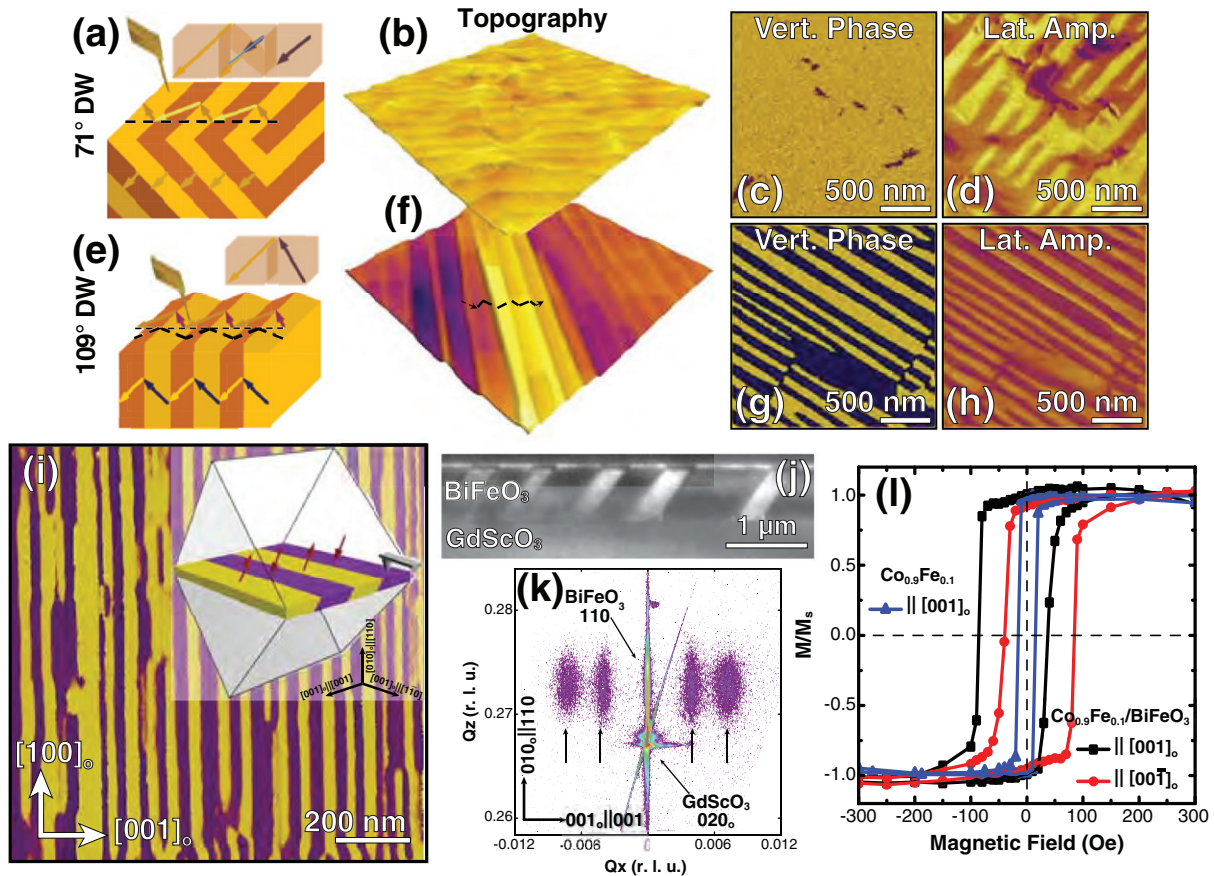 Topography
(a)
71° DW
(b)
Vert. Phase
(c)
500 nm
Lat. Amp.
(d)
500 nm
(e)
109° DW
(f)
Vert. Phase
(g)
500 nm
Lat. Amp.
(h)
500 nm
(i)
[010]ₒ||[110]
[001]ₒ||[001]
[100]ₒ
[001]ₒ
200 nm
(j)
BiFeO₃
GdScO₃
1 µm
(k)
BiFeO₃
110
0.28
0.27
0.26
Qz (r. l. u.)
010ₒ||110
001ₒ||001
GdScO₃
020ₒ
-0.012
-0.006
0
0.006
0.012
Qx (r. l. u.)
(l)
1.0
0.0
-1.0
M/Mₛ
Co₀.₉Fe₀.₁
|| [001]ₒ
Co₀.₉Fe₀.₁/BiFeO₃
|| [001]ₒ
|| [001̄]ₒ
-300
-200
-100
0
100
200
300
Magnetic Field (Oe)